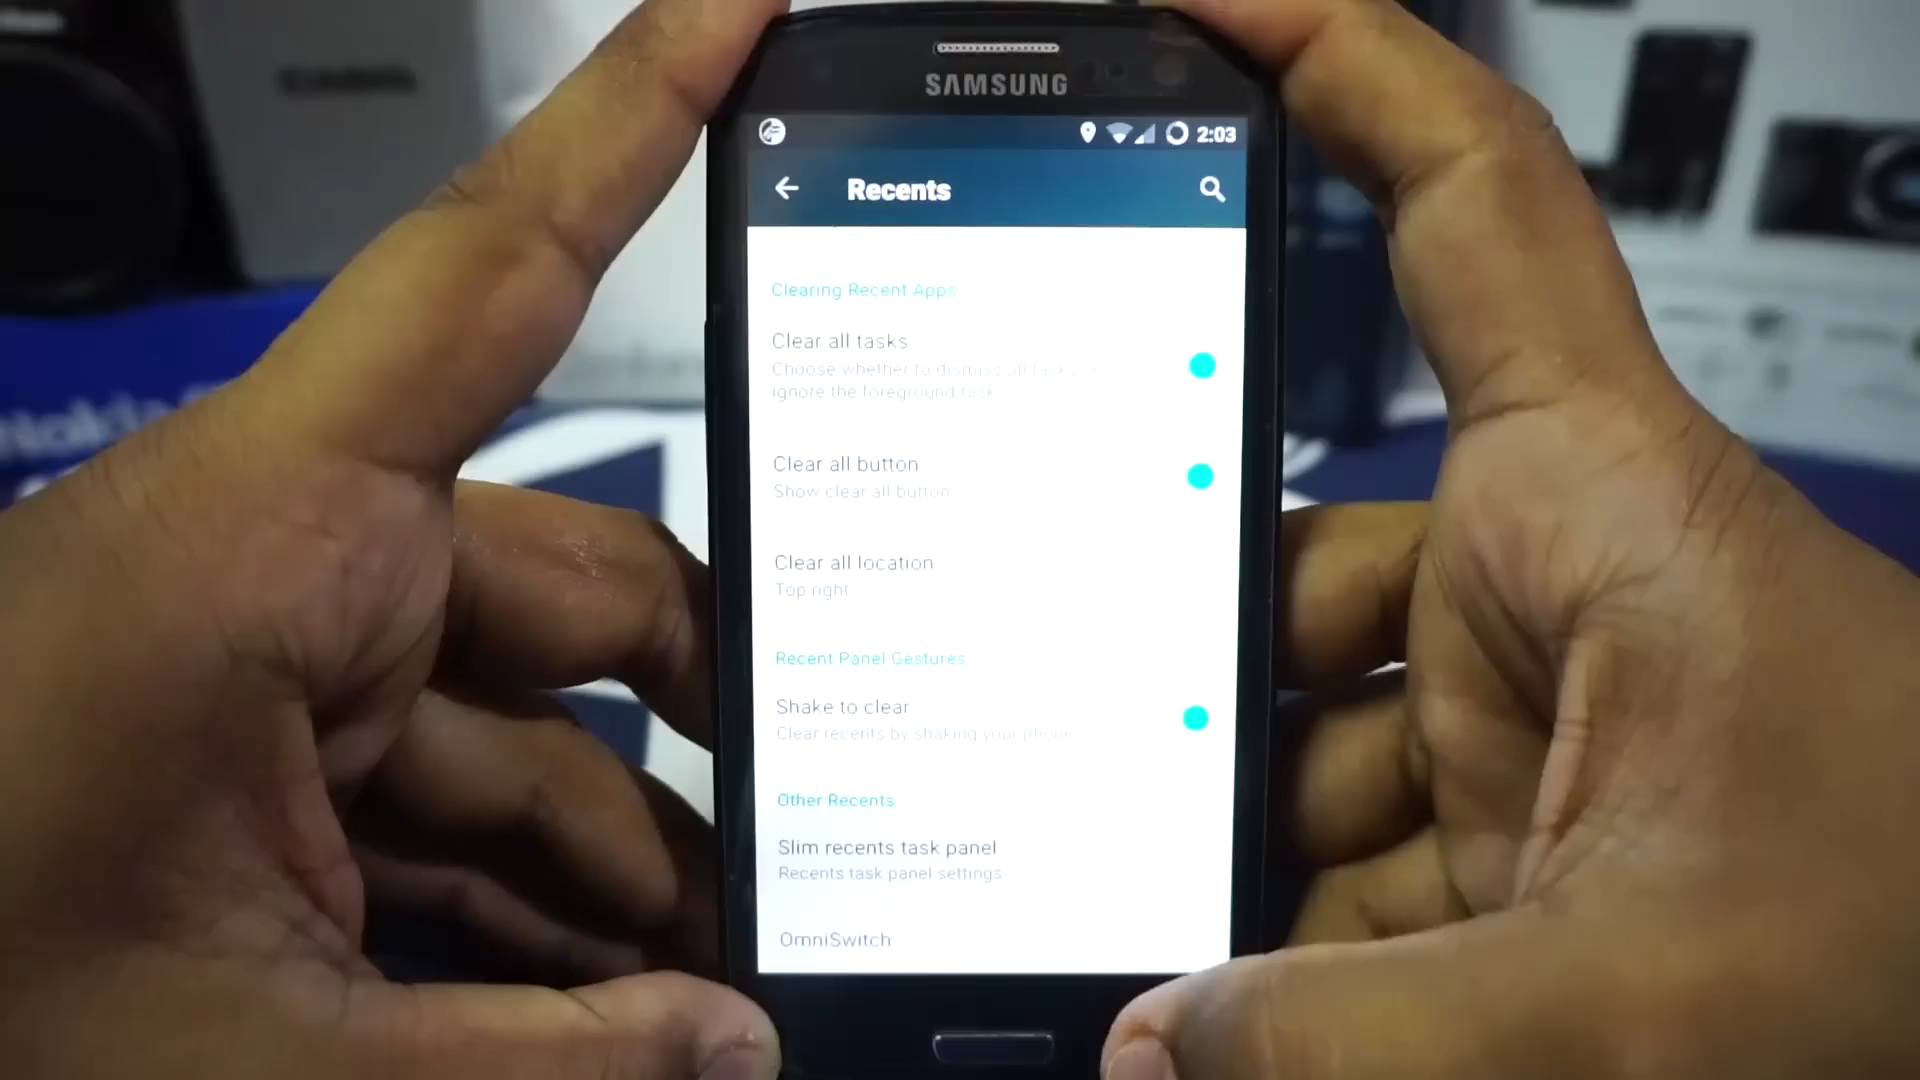 SAMSUNG
2:03
Recents
Clearing Recent Apps
Clear all tasks
Choose whether to dismiss all tasks or
ignore the foreground task
Clear all button
Show clear all button
Clear all location
Top right
Recent Panel Gestures
Shake to clear
Clear recents by shaking your phone
Other Recents
Slim recents task panel
Recents task panel settings
OmniSwitch
Nokia